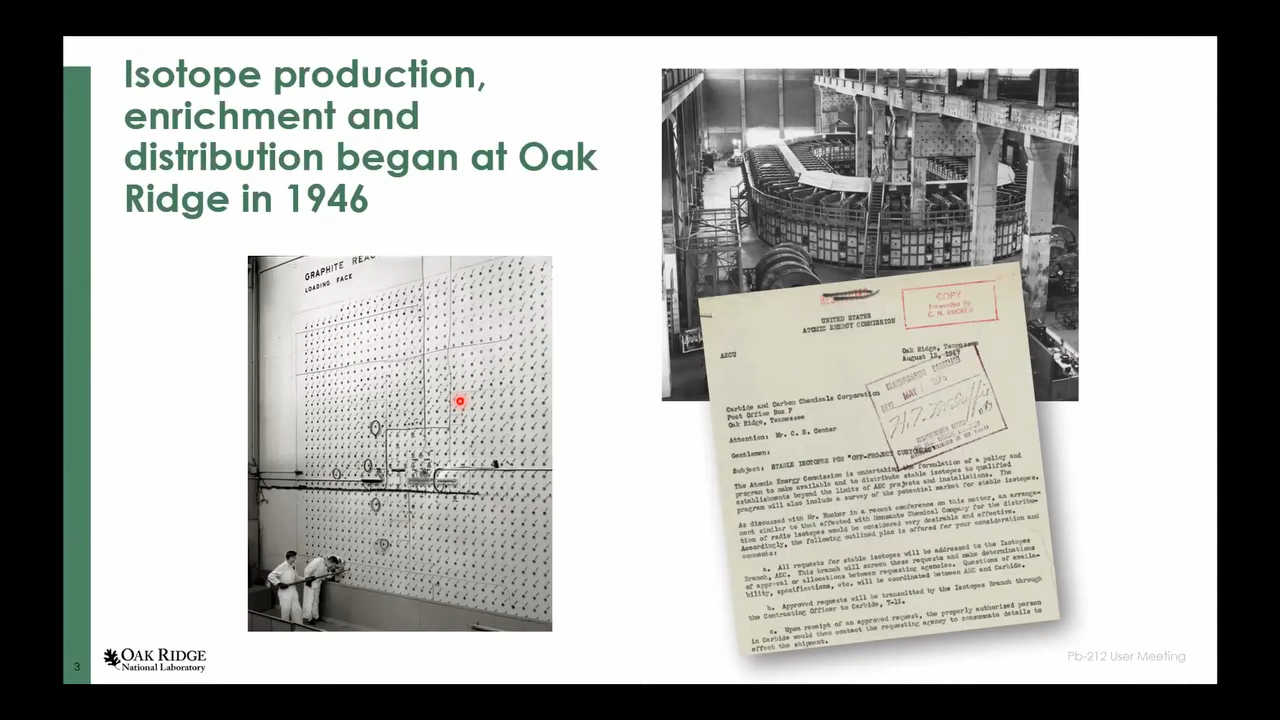 Isotope production,
enrichment and
distribution began at Oak
Ridge in 1946
GRAPHITE REAC
LOADING FACE
RESTRICTED
COPY
Forwarded By
C. N. RUCKER
UNITED STATES
ATOMIC ENERGY COMMISSION
AECU
Oak Ridge, Tennessee
August 12, 1947
Carbide and Carbon Chemicals Corporation
Post Office Box P
Oak Ridge, Tennessee
Attention: Mr. C. E. Center
Gentlemen:
Subject: STABLE ISOTOPES FOR "OFF-PROJECT CUSTOMERS"
The Atomic Energy Commission is undertaking the formulation of a policy and
program to make available and to distribute stable isotopes to qualified
establishments beyond the limits of AEC projects and installations. The
program will also include a survey of the potential market for stable isotopes.
As discussed with Mr. Rucker in a recent conference on this matter, an arrange-
ment similar to that effected with Monsanto Chemical Company for the distribu-
tion of radio isotopes would be considered very desirable and effective.
Accordingly, the following outlined plan is offered for your consideration and
comments:
a. All requests for stable isotopes will be addressed to the Isotopes
Branch, AEC. This branch will screen these requests and make determinations
of approval or allocations between requesting agencies. Questions of availa-
bility, specifications, etc. will be coordinated between AEC and Carbide.
b. Approved requests will be transmitted by the Isotopes Branch through
the Contracting Officer to Carbide, Y-12.
c. Upon receipt of an approved request, the properly authorized person
in Carbide would then contact the requesting agency to consummate details to
effect the shipment.
3
OAK RIDGE
National Laboratory
Pb-212 User Meeting